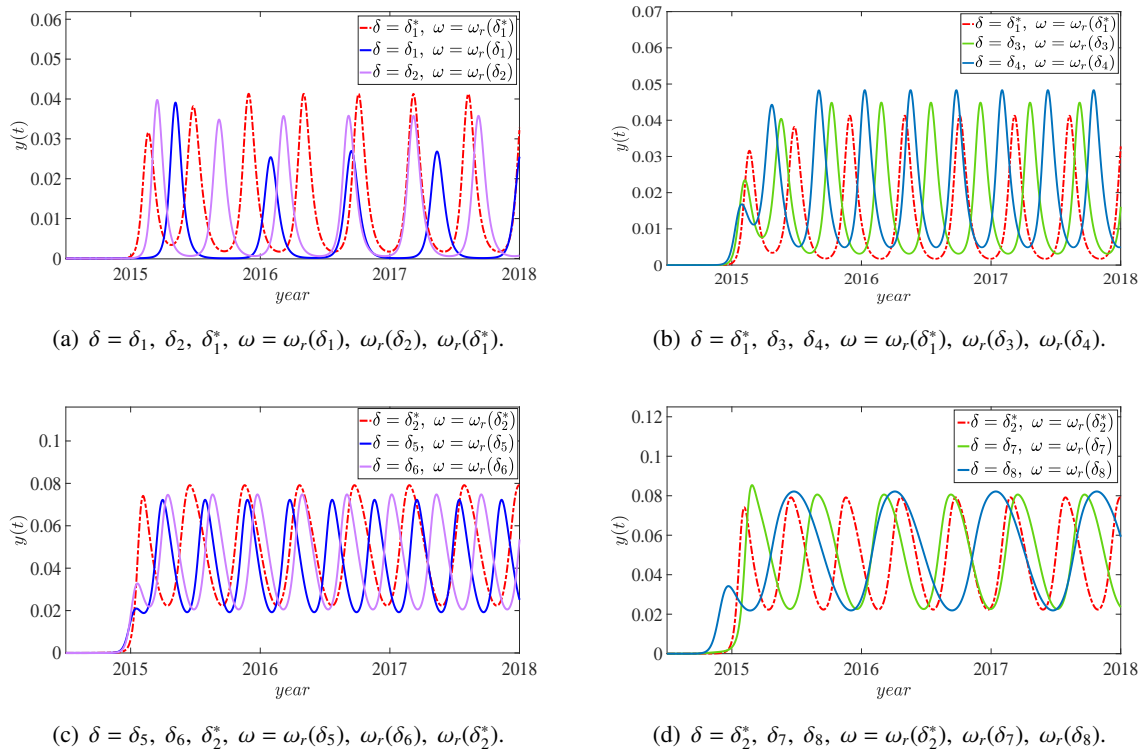 0.06
0.05
0.04
0.03
0.02
0.01
0
y(t)
2015 2016 2017 2018
year
δ = δ₁*, ω = ωᵣ(δ₁*)
δ = δ₁, ω = ωᵣ(δ₁)
δ = δ₂, ω = ωᵣ(δ₂)
(a) δ = δ₁, δ₂, δ₁*, ω = ωᵣ(δ₁), ωᵣ(δ₂), ωᵣ(δ₁*).
0.07
0.06
0.05
0.04
0.03
0.02
0.01
0
y(t)
2015 2016 2017 2018
year
δ = δ₁*, ω = ωᵣ(δ₁*)
δ = δ₃, ω = ωᵣ(δ₃)
δ = δ₄, ω = ωᵣ(δ₄)
(b) δ = δ₁*, δ₃, δ₄, ω = ωᵣ(δ₁*), ωᵣ(δ₃), ωᵣ(δ₄).
0.1
0.08
0.06
0.04
0.02
0
y(t)
2015 2016 2017 2018
year
δ = δ₂*, ω = ωᵣ(δ₂*)
δ = δ₅, ω = ωᵣ(δ₅)
δ = δ₆, ω = ωᵣ(δ₆)
(c) δ = δ₅, δ₆, δ₂*, ω = ωᵣ(δ₅), ωᵣ(δ₆), ωᵣ(δ₂*).
0.12
0.1
0.08
0.06
0.04
0.02
0
y(t)
2015 2016 2017 2018
year
δ = δ₂*, ω = ωᵣ(δ₂*)
δ = δ₇, ω = ωᵣ(δ₇)
δ = δ₈, ω = ωᵣ(δ₈)
(d) δ = δ₂*, δ₇, δ₈, ω = ωᵣ(δ₂*), ωᵣ(δ₇), ωᵣ(δ₈).